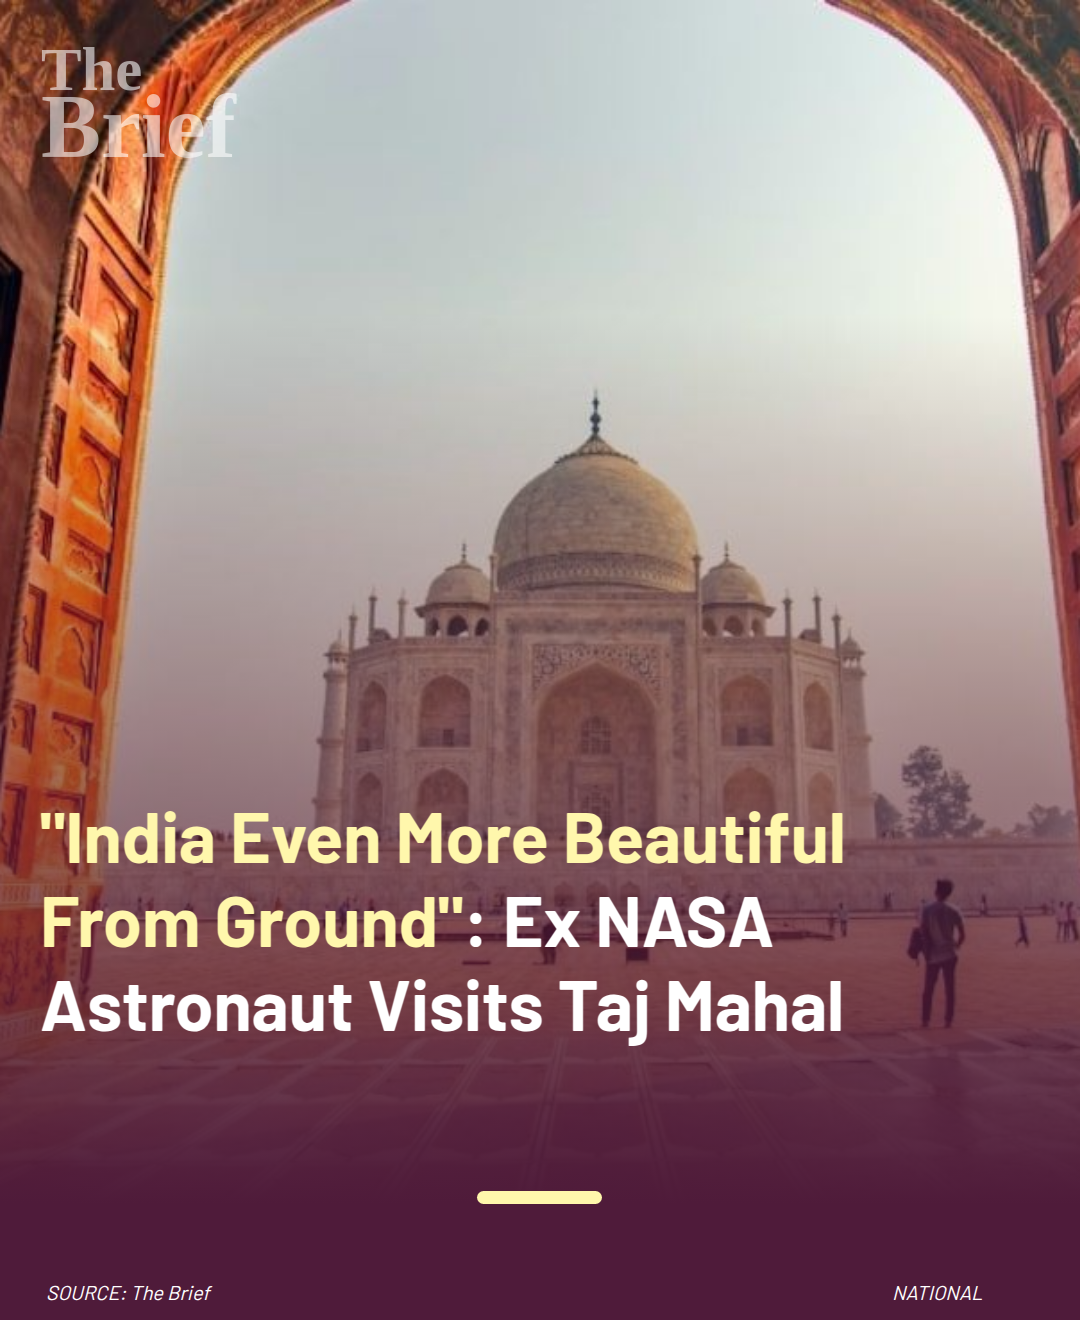 The
Brief
"India Even More Beautiful
From Ground": Ex NASA
Astronaut Visits Taj Mahal
SOURCE: The Brief
NATIONAL